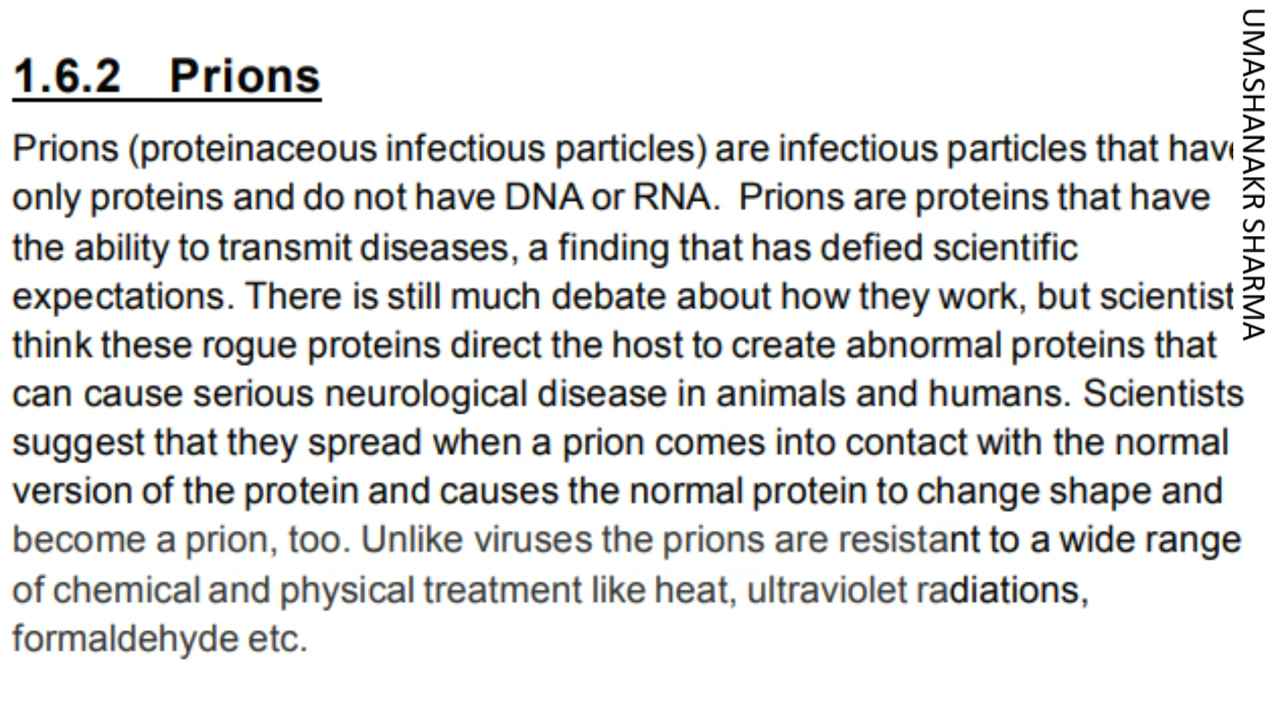 1.6.2 Prions
Prions (proteinaceous infectious particles) are infectious particles that have
only proteins and do not have DNA or RNA. Prions are proteins that have
the ability to transmit diseases, a finding that has defied scientific
expectations. There is still much debate about how they work, but scientist
think these rogue proteins direct the host to create abnormal proteins that
can cause serious neurological disease in animals and humans. Scientists
suggest that they spread when a prion comes into contact with the normal
version of the protein and causes the normal protein to change shape and
become a prion, too. Unlike viruses the prions are resistant to a wide range
of chemical and physical treatment like heat, ultraviolet radiations,
formaldehyde etc.
UMASHANAKR SHARMA